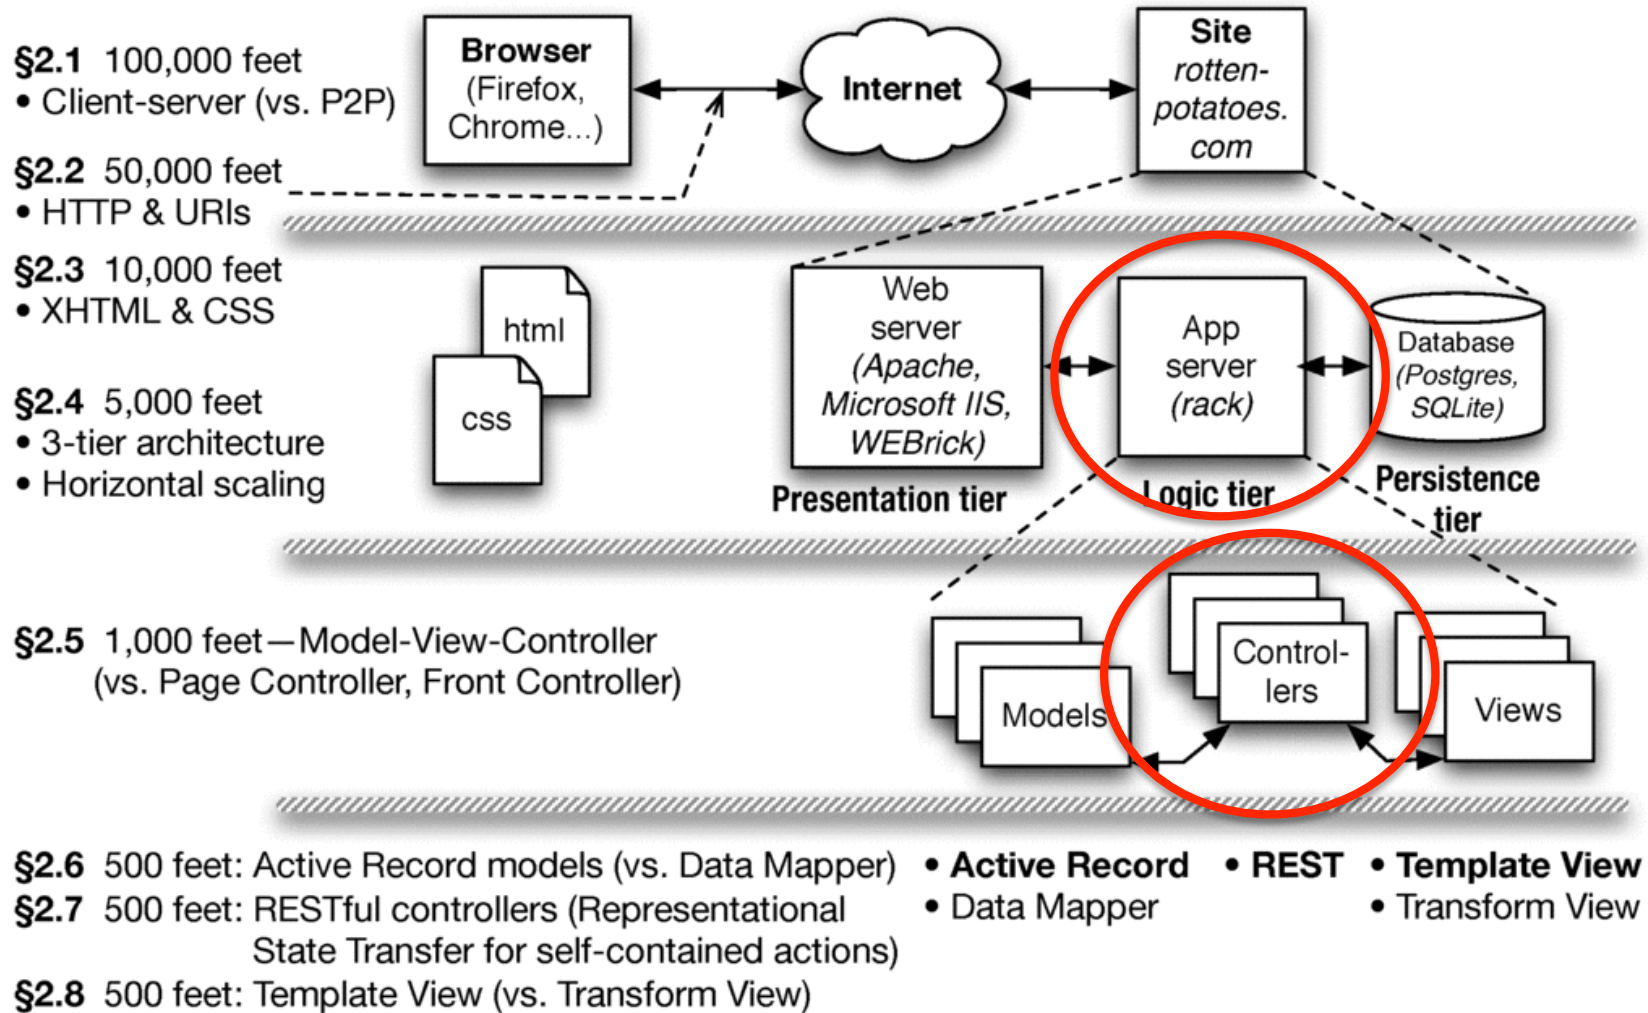 §2.1 100,000 feet
• Client-server (vs. P2P)
§2.2 50,000 feet
• HTTP & URIs
Browser
(Firefox,
Chrome...)
Internet
Site
rotten-
potatoes.
com
§2.3 10,000 feet
• XHTML & CSS
§2.4 5,000 feet
• 3-tier architecture
• Horizontal scaling
html
css
Web
server
(Apache,
Microsoft IIS,
WEBrick)
Presentation tier
App
server
(rack)
Logic tier
Database
(Postgres,
SQLite)
Persistence
tier
§2.5 1,000 feet—Model-View-Controller
(vs. Page Controller, Front Controller)
Models
Control-
lers
Views
§2.6 500 feet: Active Record models (vs. Data Mapper)
§2.7 500 feet: RESTful controllers (Representational
State Transfer for self-contained actions)
§2.8 500 feet: Template View (vs. Transform View)
• Active Record
• Data Mapper
• REST
• Template View
• Transform View